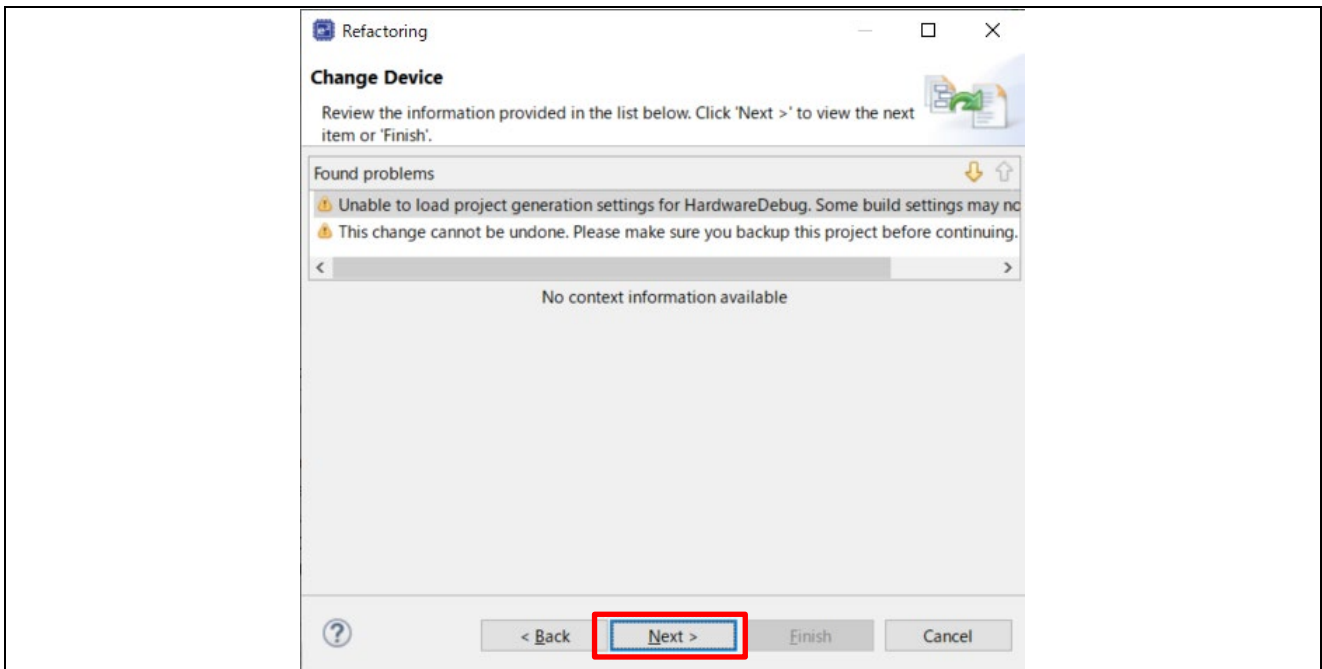 Refactoring
Change Device
Review the information provided in the list below. Click 'Next >' to view the next
item or 'Finish'.
Found problems
Unable to load project generation settings for HardwareDebug. Some build settings may no
This change cannot be undone. Please make sure you backup this project before continuing.
No context information available
< Back Next > Finish Cancel